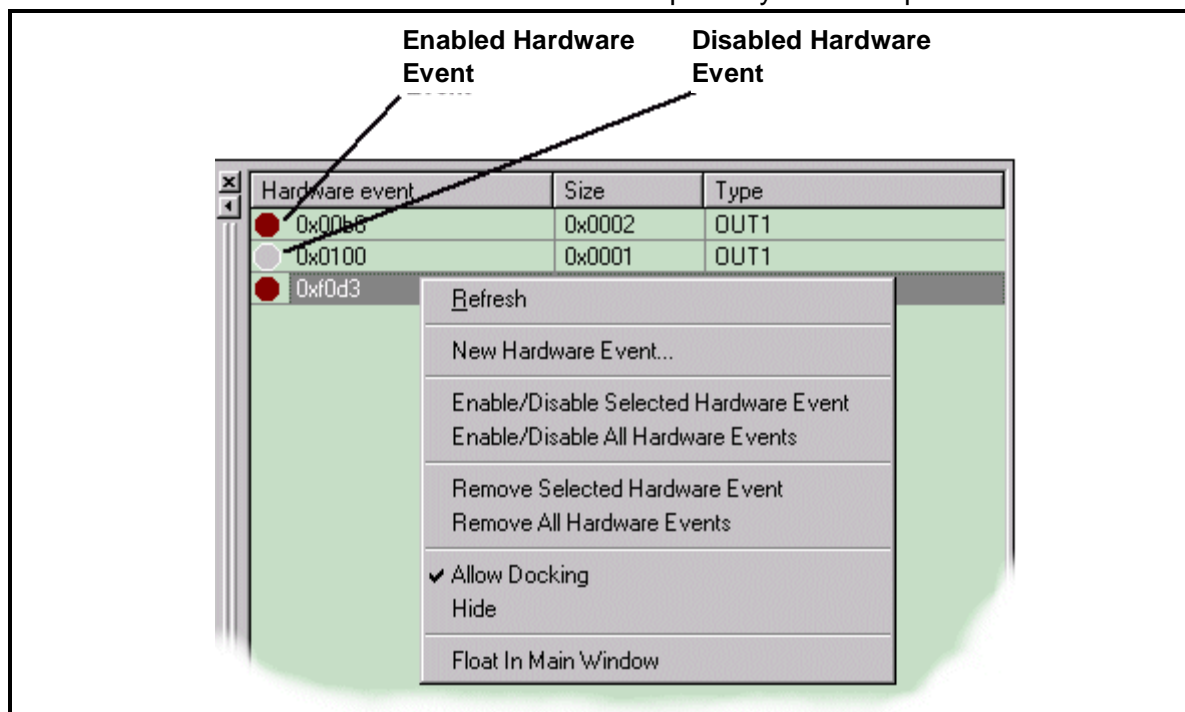 Enabled Hardware Event
Disabled Hardware Event
Hardware event Size Type
0x0002 OUT1
0x0100 0x0001 OUT1
0xf0d3
Refresh
New Hardware Event...
Enable/Disable Selected Hardware Event
Enable/Disable All Hardware Events
Remove Selected Hardware Event
Remove All Hardware Events
Allow Docking
Hide
Float In Main Window